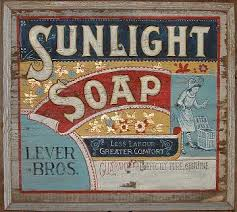 SUNLIGHT
SOAP
LESS LABOUR
GREATER COMFORT
LEVER
BROS.